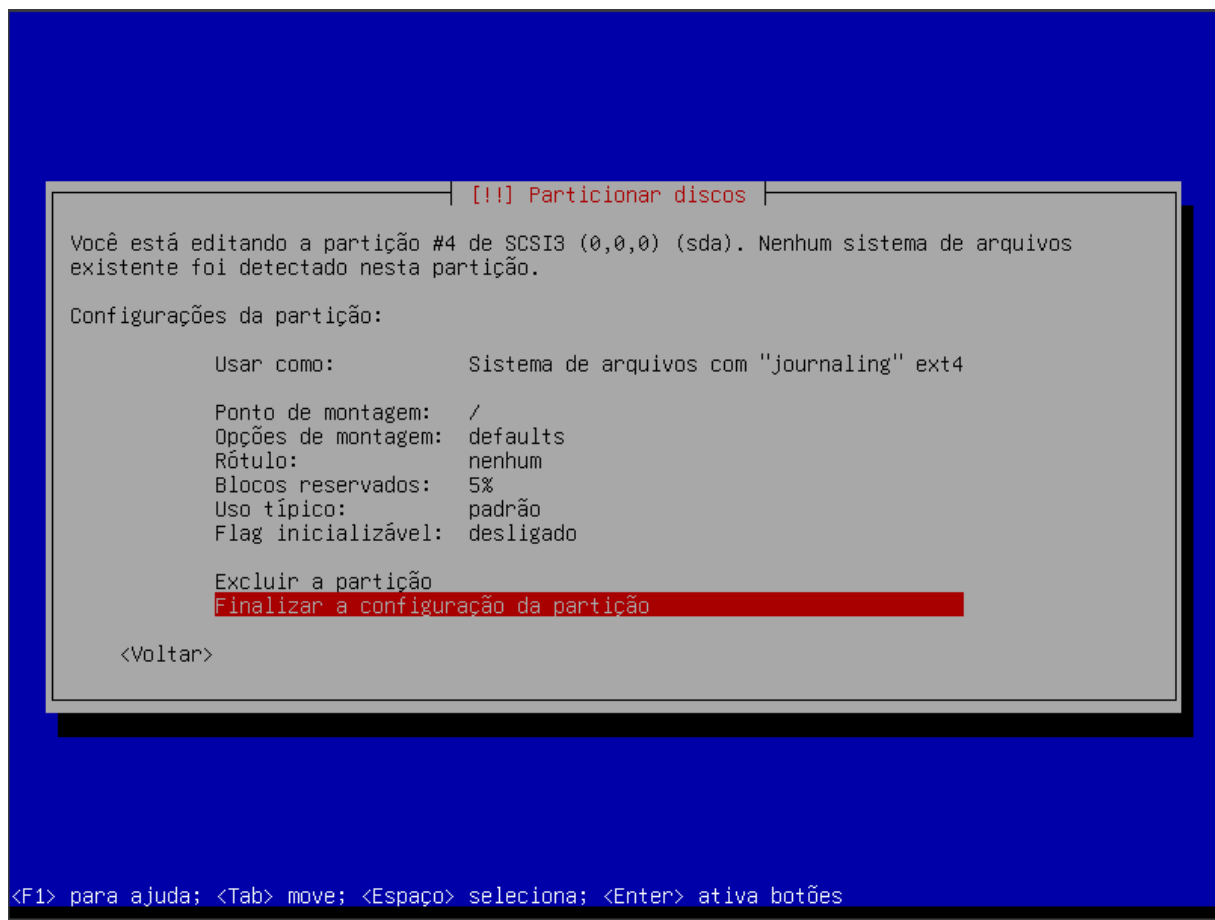 [!!] Particionar discos
Você está editando a partição #4 de SCSI3 (0,0,0) (sda). Nenhum sistema de arquivos
existente foi detectado nesta partição.
Configurações da partição:
Usar como: Sistema de arquivos com "journaling" ext4
Ponto de montagem: /
Opções de montagem: defaults
Rótulo: nenhum
Blocos reservados: 5%
Uso típico: padrão
Flag inicializável: desligado
Excluir a partição
Finalizar a configuração da partição
<Voltar>
<F1> para ajuda; <Tab> move; <Espaço> seleciona; <Enter> ativa botões